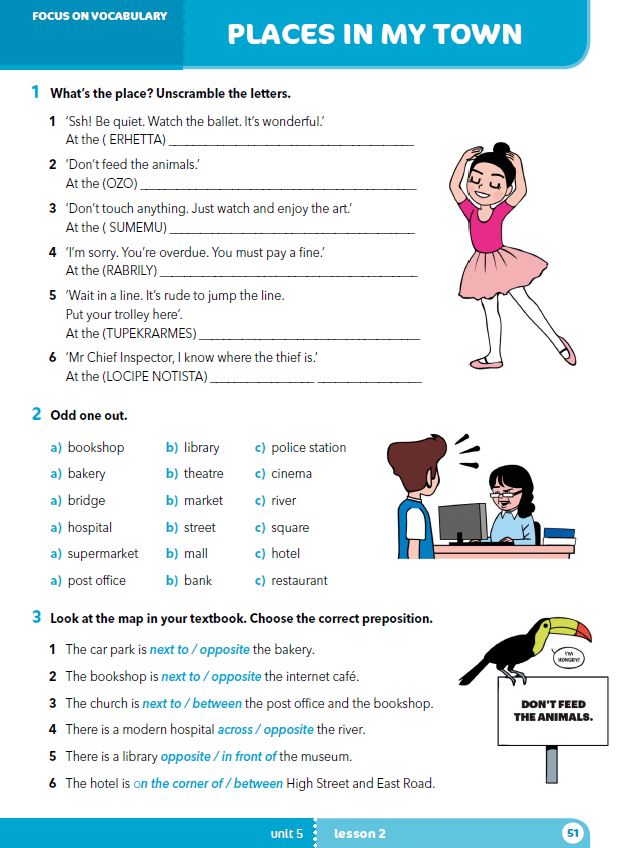 FOCUS ON VOCABULARY
PLACES IN MY TOWN
1 What's the place? Unscramble the letters.
1 'Ssh! Be quiet. Watch the ballet. It's wonderful.'
At the ( ERHETTA) ____________________
2 'Don't feed the animals.'
At the (OZO) ____________________
3 'Don't touch anything. Just watch and enjoy the art.'
At the ( SUMEMU) ____________________
4 'I'm sorry. You're overdue. You must pay a fine.'
At the (RABRILY) ____________________
5 'Wait in a line. It's rude to jump the line.
Put your trolley here'.
At the (TUPEKRARMES) ____________________
6 'Mr Chief Inspector, I know where the thief is.'
At the (LOCIPE NOTISTA) __________ __________
2 Odd one out.
a) bookshop b) library c) police station
a) bakery b) theatre c) cinema
a) bridge b) market c) river
a) hospital b) street c) square
a) supermarket b) mall c) hotel
a) post office b) bank c) restaurant
3 Look at the map in your textbook. Choose the correct preposition.
1 The car park is next to / opposite the bakery.
2 The bookshop is next to / opposite the internet café.
3 The church is next to / between the post office and the bookshop.
4 There is a modern hospital across / opposite the river.
5 There is a library opposite / in front of the museum.
6 The hotel is on the corner of / between High Street and East Road.
I'M
HUNGRY!
DON'T FEED
THE ANIMALS.
unit 5 lesson 2 51